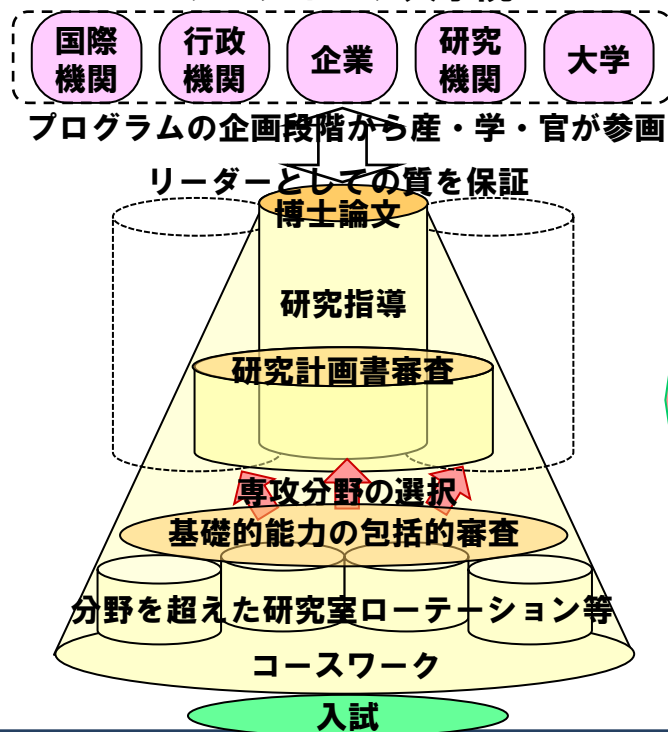 国際
機関
行政
機関
企業
研究
機関
大学
プログラムの企画段階から産・学・官が参画
リーダーとしての質を保証
博士論文
研究指導
研究計画書審査
専攻分野の選択
基礎的能力の包括的審査
分野を超えた研究室ローテーション等
コースワーク
入試